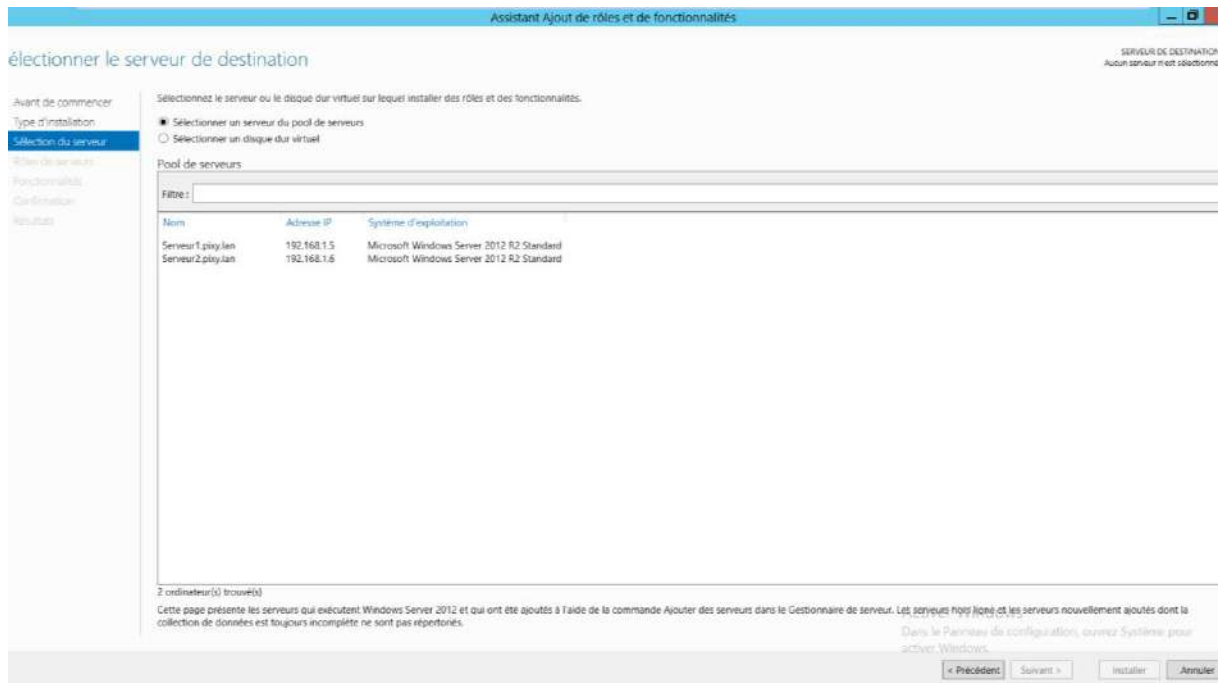 Assistant Ajout de rôles et de fonctionnalités
électionner le serveur de destination
SERVEUR DE DESTINATION
Aucun serveur n'est sélectionné
Avant de commencer
Type d'installation
Sélection du serveur
Rôles de serveurs
Fonctionnalités
Confirmation
Résultats
Sélectionnez le serveur ou le disque dur virtuel sur lequel installer des rôles et des fonctionnalités.
Sélectionner un serveur du pool de serveurs
Sélectionner un disque dur virtuel
Pool de serveurs
Filtre :
Nom Adresse IP Système d'exploitation
Serveur1.pixy.lan 192.168.1.5 Microsoft Windows Server 2012 R2 Standard
Serveur2.pixy.lan 192.168.1.6 Microsoft Windows Server 2012 R2 Standard
2 ordinateur(s) trouvé(s)
Cette page présente les serveurs qui exécutent Windows Server 2012 et qui ont été ajoutés à l'aide de la commande Ajouter des serveurs dans le Gestionnaire de serveur. Les serveurs hors ligne et les serveurs nouvellement ajoutés dont la
collection de données est toujours incomplète ne sont pas répertoriés.
Activer Windows
Dans le Panneau de configuration, ouvrez Système pour
activer Windows.
< Précédent Suivant > Installer Annuler